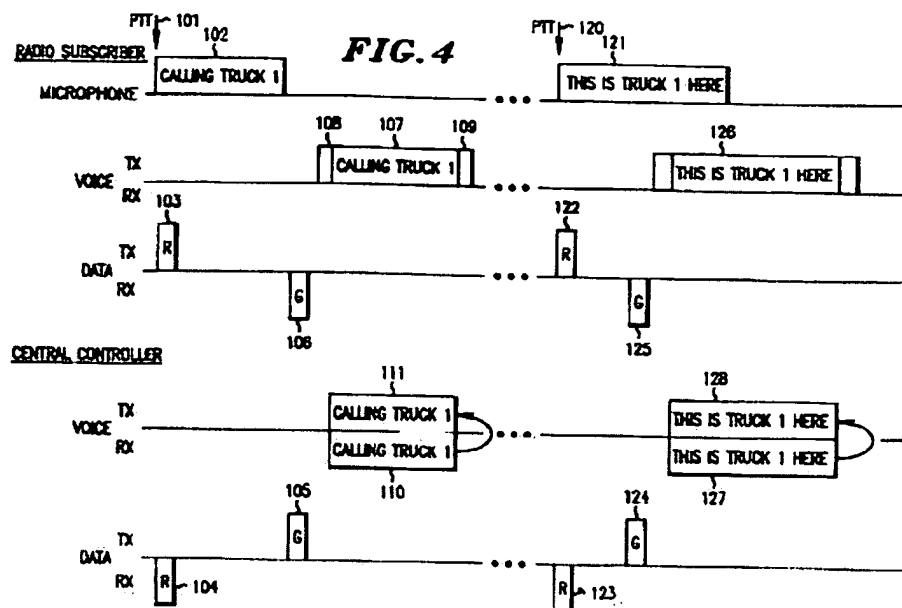 PTT 101
PTT 120
102
FIG. 4
121
RADIO SUBSCRIBER
CALLING TRUCK 1
THIS IS TRUCK 1 HERE
MICROPHONE
108
107
109
126
TX
VOICE
RX
CALLING TRUCK 1
THIS IS TRUCK 1 HERE
103
122
TX
DATA
RX
R
R
G
G
106
125
CENTRAL CONTROLLER
111
128
TX
VOICE
RX
CALLING TRUCK 1
THIS IS TRUCK 1 HERE
CALLING TRUCK 1
THIS IS TRUCK 1 HERE
110
127
105
124
TX
DATA
RX
G
G
R
104
R
123